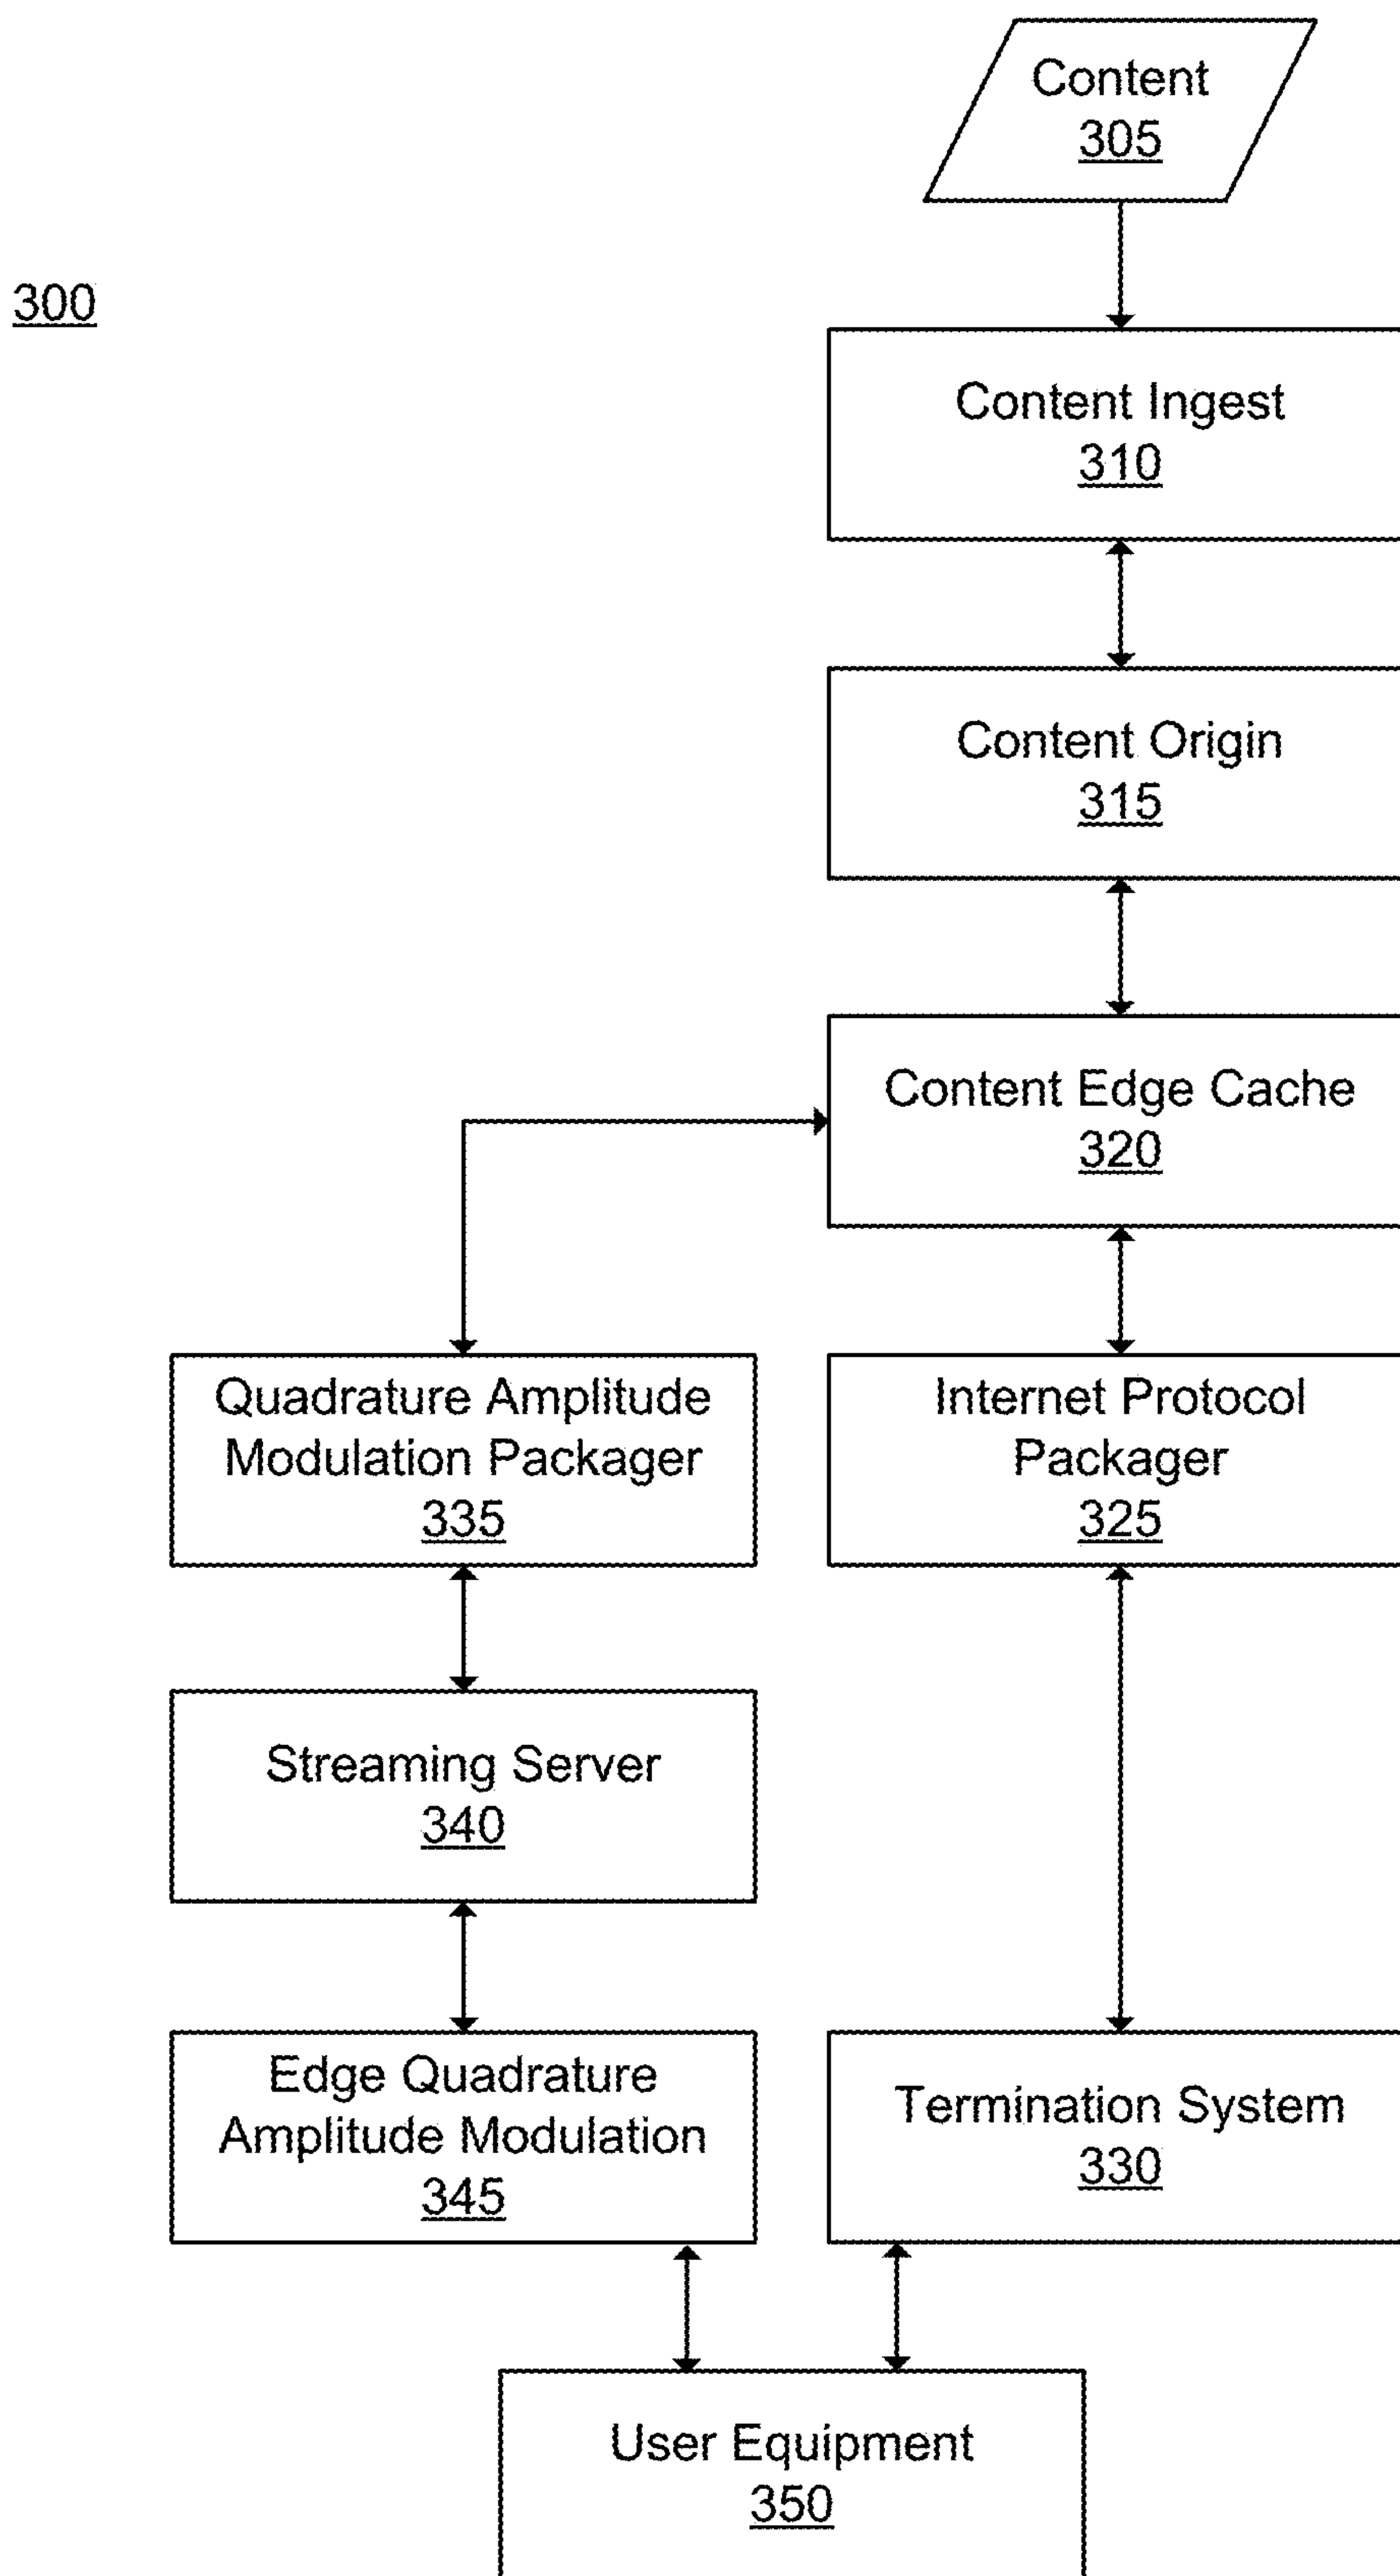 Content
305
300
Content Ingest
310
Content Origin
315
Content Edge Cache
320
Quadrature Amplitude
Modulation Packager
335
Internet Protocol
Packager
325
Streaming Server
340
Edge Quadrature
Amplitude Modulation
345
Termination System
330
User Equipment
350